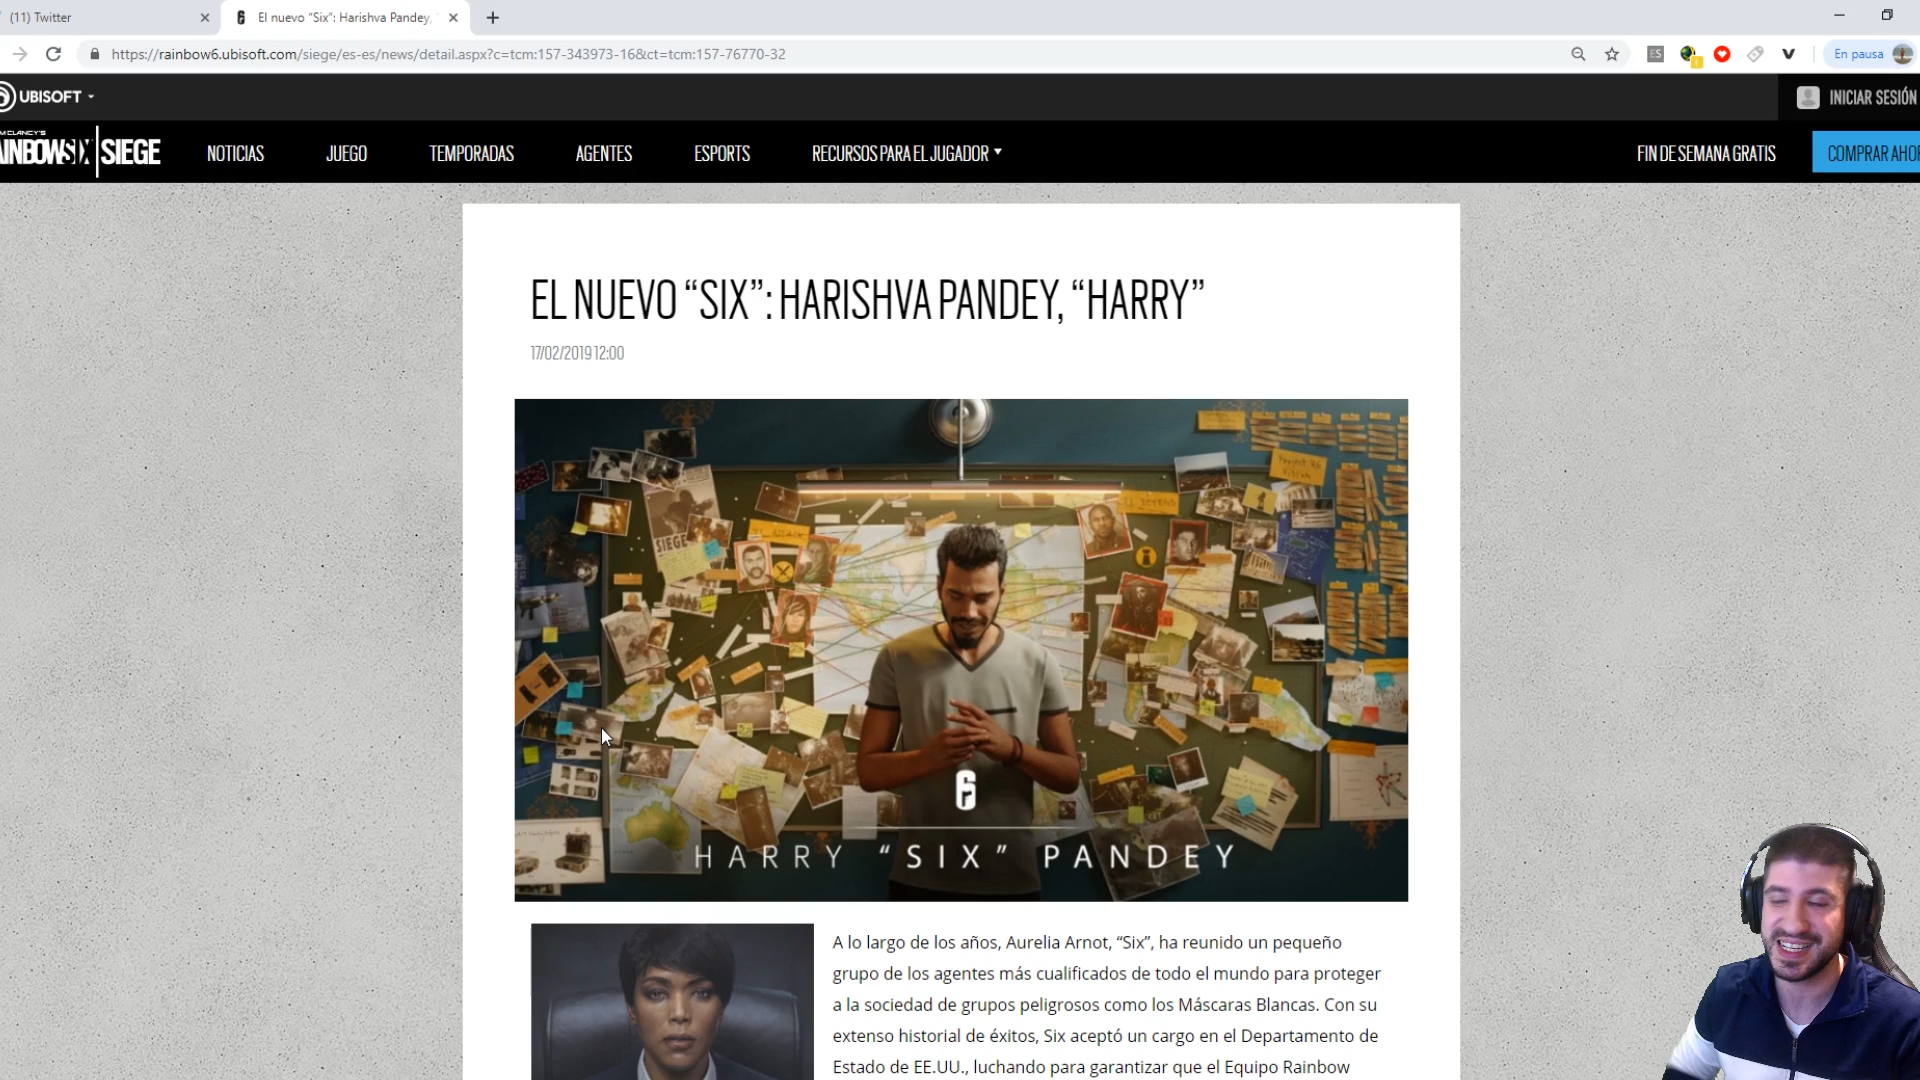 (11) Twitter
El nuevo “Six”: Harishva Pandey, “
https://rainbow6.ubisoft.com/siege/es-es/news/detail.aspx?c=tcm:157-343973-16&ct=tcm:157-76770-32
ES
En pausa
UBISOFT
INICIAR SESIÓN
M CLANCY'S
AINBOWSIX|SIEGE
NOTICIAS
JUEGO
TEMPORADAS
AGENTES
ESPORTS
RECURSOS PARA EL JUGADOR
FIN DE SEMANA GRATIS
COMPRAR AHO
EL NUEVO “SIX”: HARISHVA PANDEY, “HARRY”
17/02/2019 12:00
SIEGE
6
HARRY “SIX” PANDEY
A lo largo de los años, Aurelia Arnot, “Six”, ha reunido un pequeño
grupo de los agentes más cualificados de todo el mundo para proteger
a la sociedad de grupos peligrosos como los Máscaras Blancas. Con su
extenso historial de éxitos, Six aceptó un cargo en el Departamento de
Estado de EE.UU., luchando para garantizar que el Equipo Rainbow